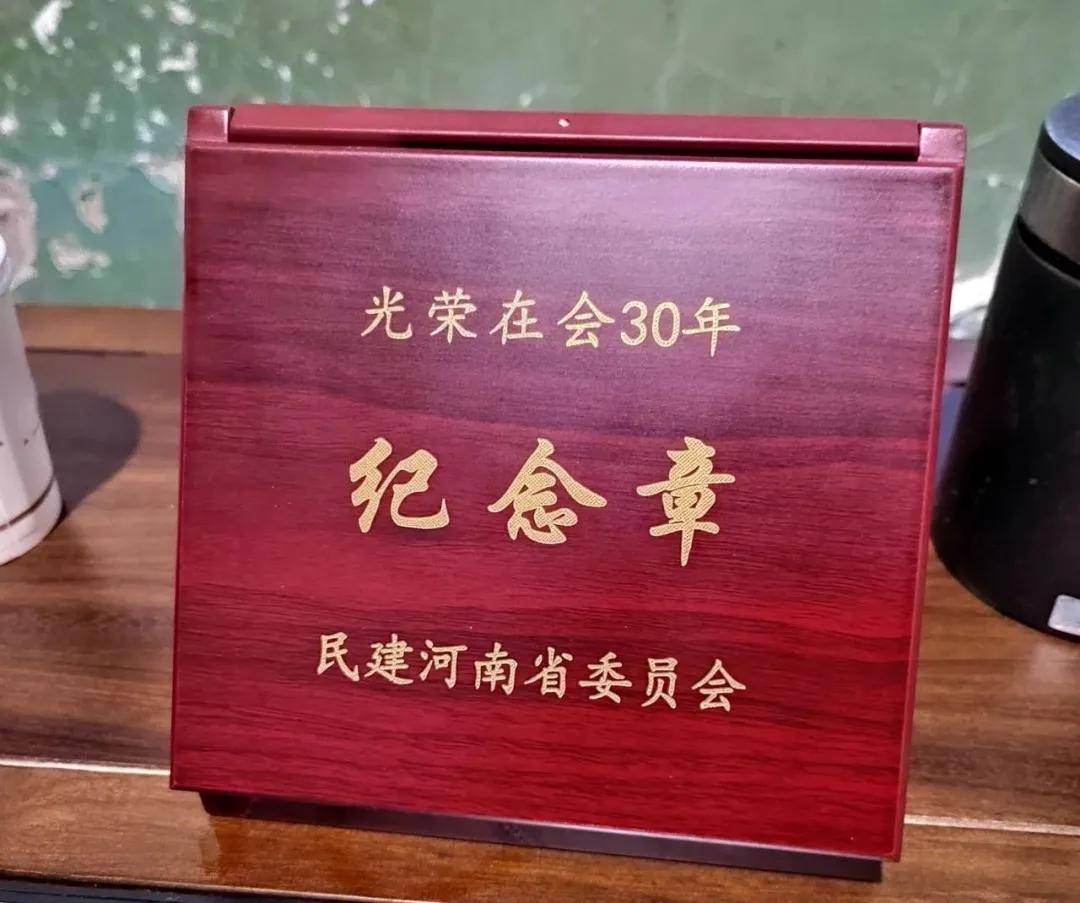 光荣在会30年
纪念章
民建河南省委员会